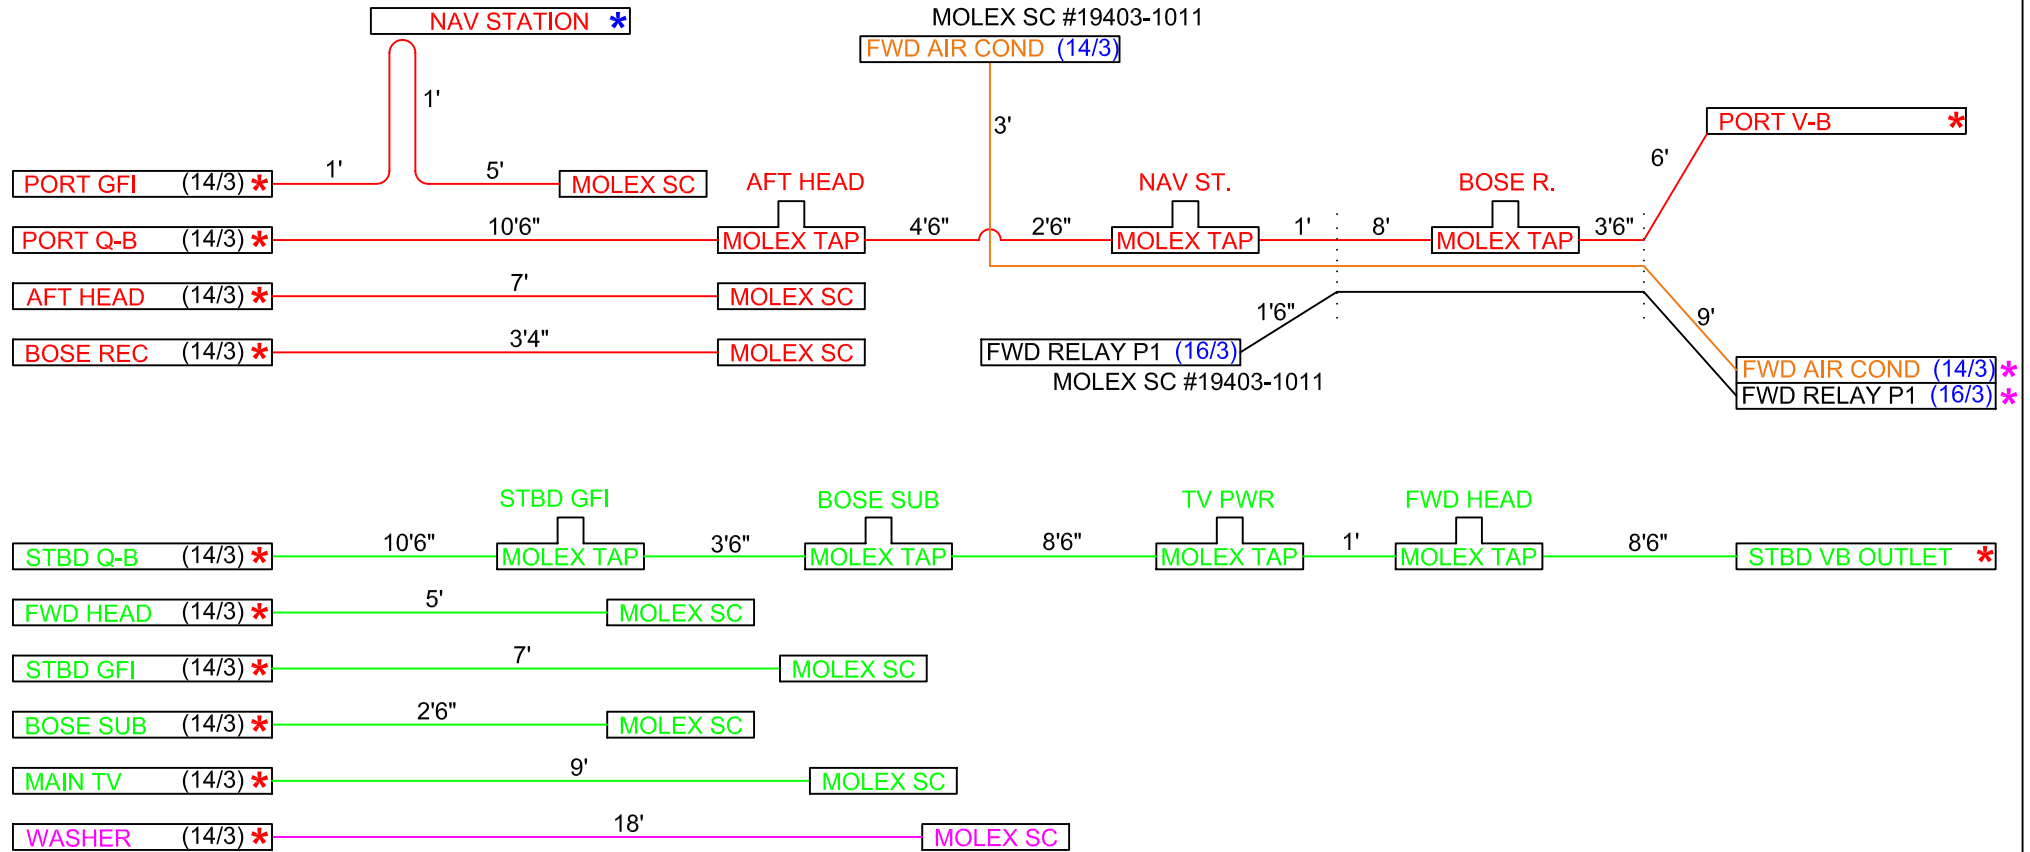 NAV STATION *
MOLEX SC #19403-1011
FWD AIR COND (14/3)
1'
3'
PORT V-B *
6'
PORT GFI (14/3) * 1' 5' MOLEX SC
AFT HEAD NAV ST. BOSE R.
PORT Q-B (14/3) * 10'6" MOLEX TAP 4'6" 2'6" MOLEX TAP 1' 8' MOLEX TAP 3'6"
AFT HEAD (14/3) * 7' MOLEX SC
1'6" 9'
BOSE REC (14/3) * 3'4" MOLEX SC FWD RELAY P1 (16/3)
MOLEX SC #19403-1011
FWD AIR COND (14/3) *
FWD RELAY P1 (16/3) *
STBD GFI BOSE SUB TV PWR FWD HEAD
STBD Q-B (14/3) * 10'6" MOLEX TAP 3'6" MOLEX TAP 8'6" MOLEX TAP 1' MOLEX TAP 8'6" STBD VB OUTLET *
FWD HEAD (14/3) * 5' MOLEX SC
STBD GFI (14/3) * 7' MOLEX SC
BOSE SUB (14/3) * 2'6" MOLEX SC
MAIN TV (14/3) * 9' MOLEX SC
WASHER (14/3) * 18' MOLEX SC